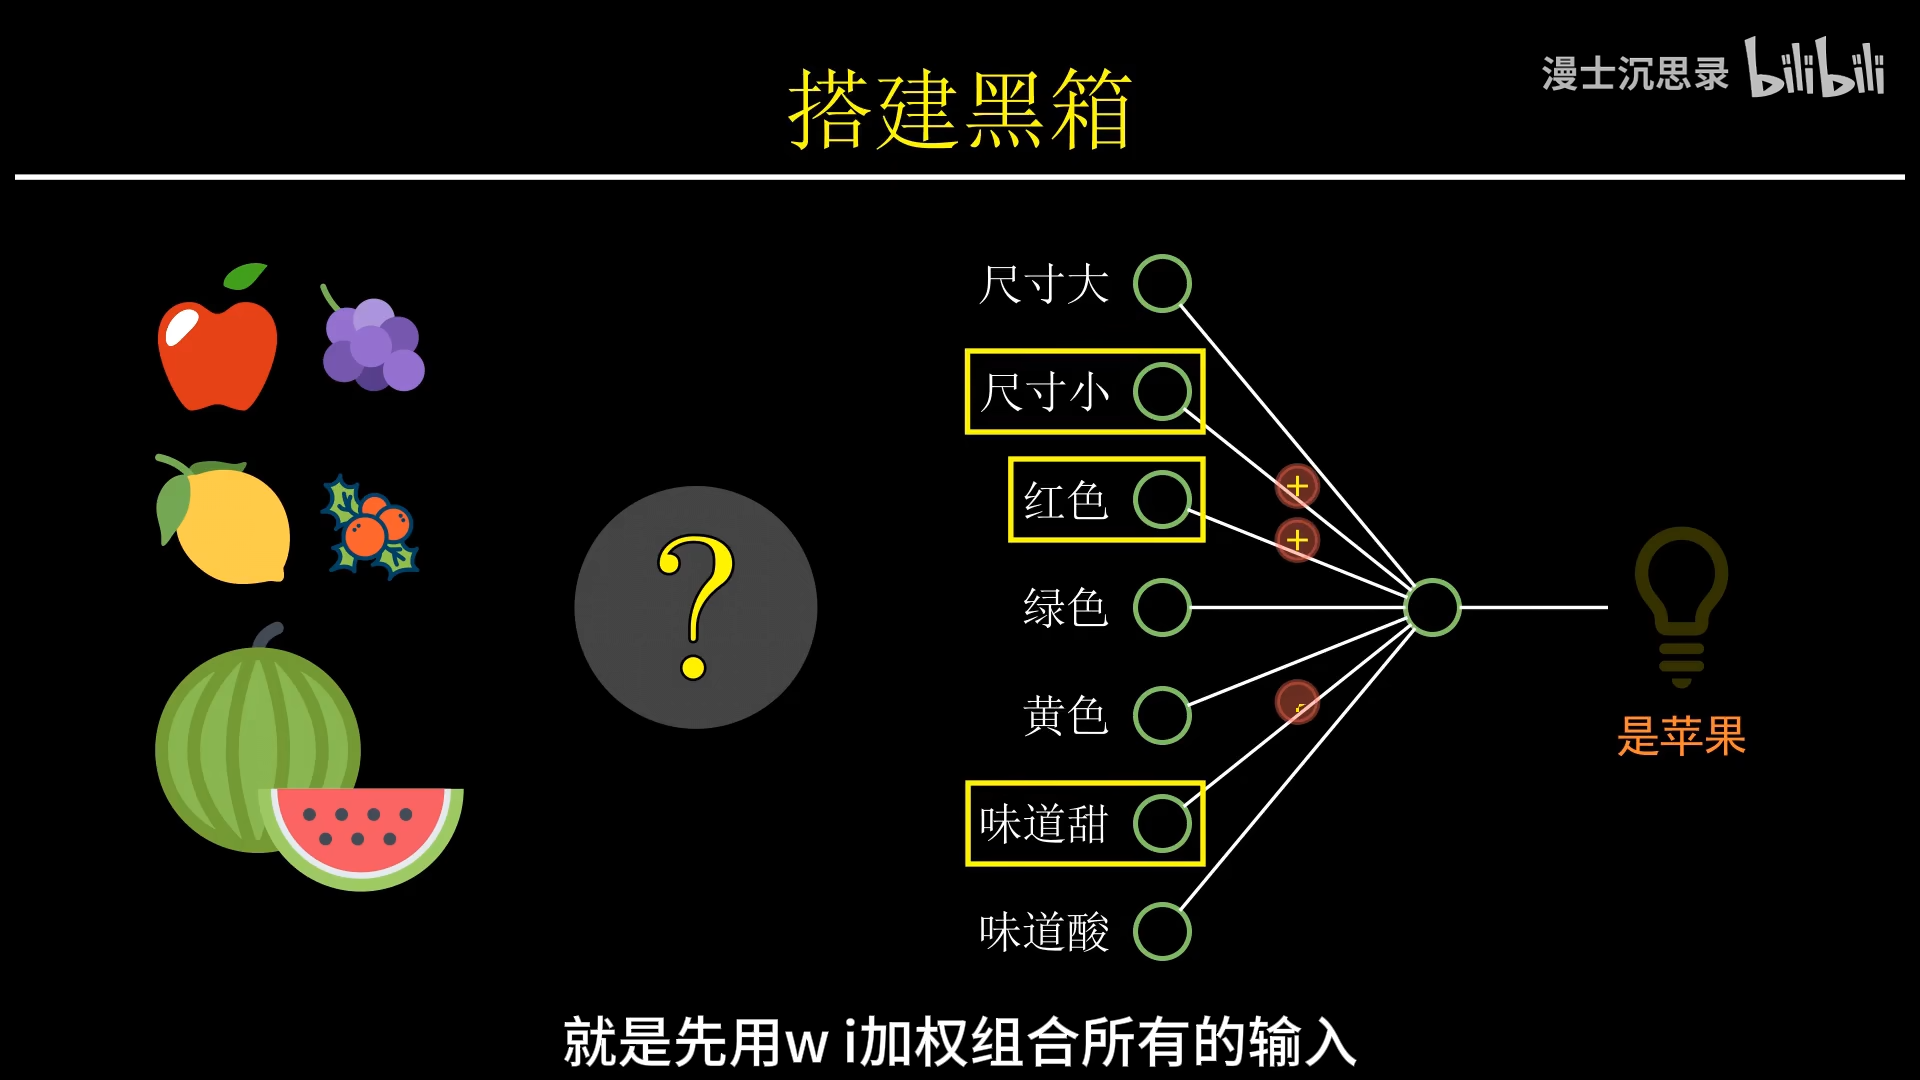 搭建黑箱
漫士沉思录 bilibili
尺寸大
尺寸小
红色
绿色
黄色
味道甜
味道酸
+
+
?
是苹果
就是先用w i加权组合所有的输入